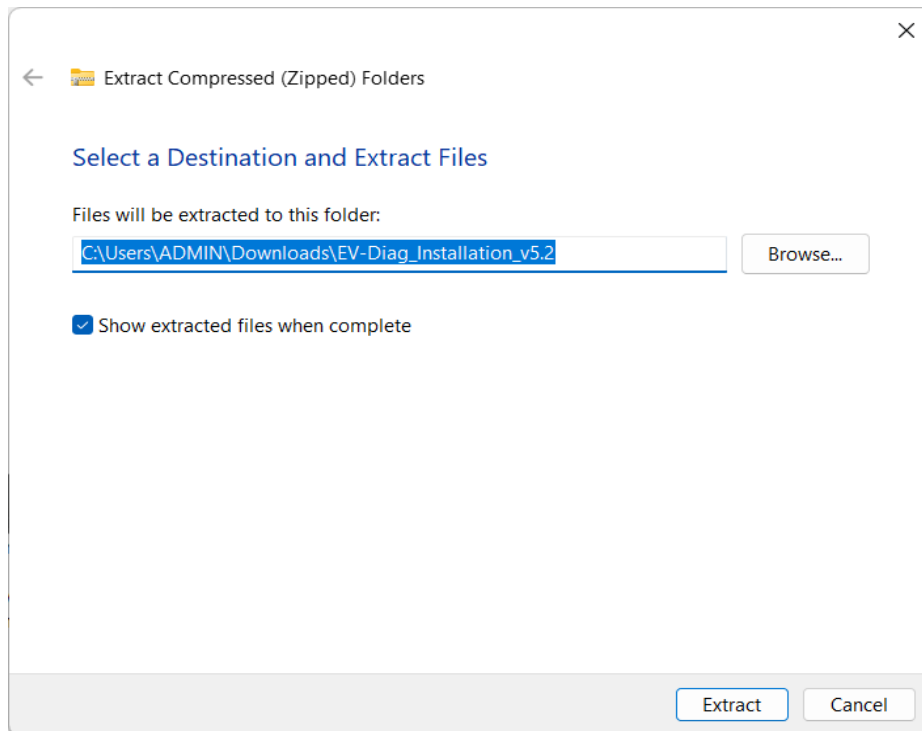 Extract Compressed (Zipped) Folders
Select a Destination and Extract Files
Files will be extracted to this folder:
C:\Users\ADMIN\Downloads\EV-Diag_Installation_v5.2
Browse...
Show extracted files when complete
Extract
Cancel